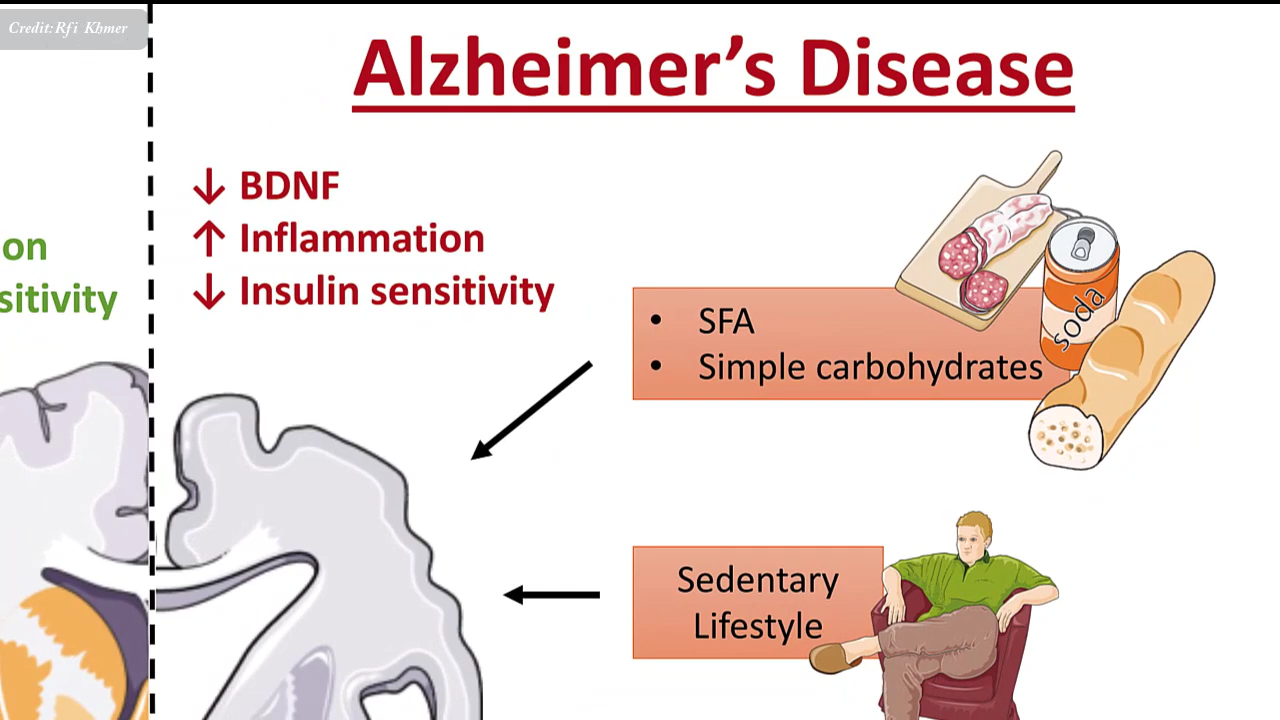 Credit:Rfi Khmer
Alzheimer's Disease
↓ BDNF
↑ Inflammation
↓ Insulin sensitivity
on
sitivity
• SFA
• Simple carbohydrates
soda
Sedentary
Lifestyle